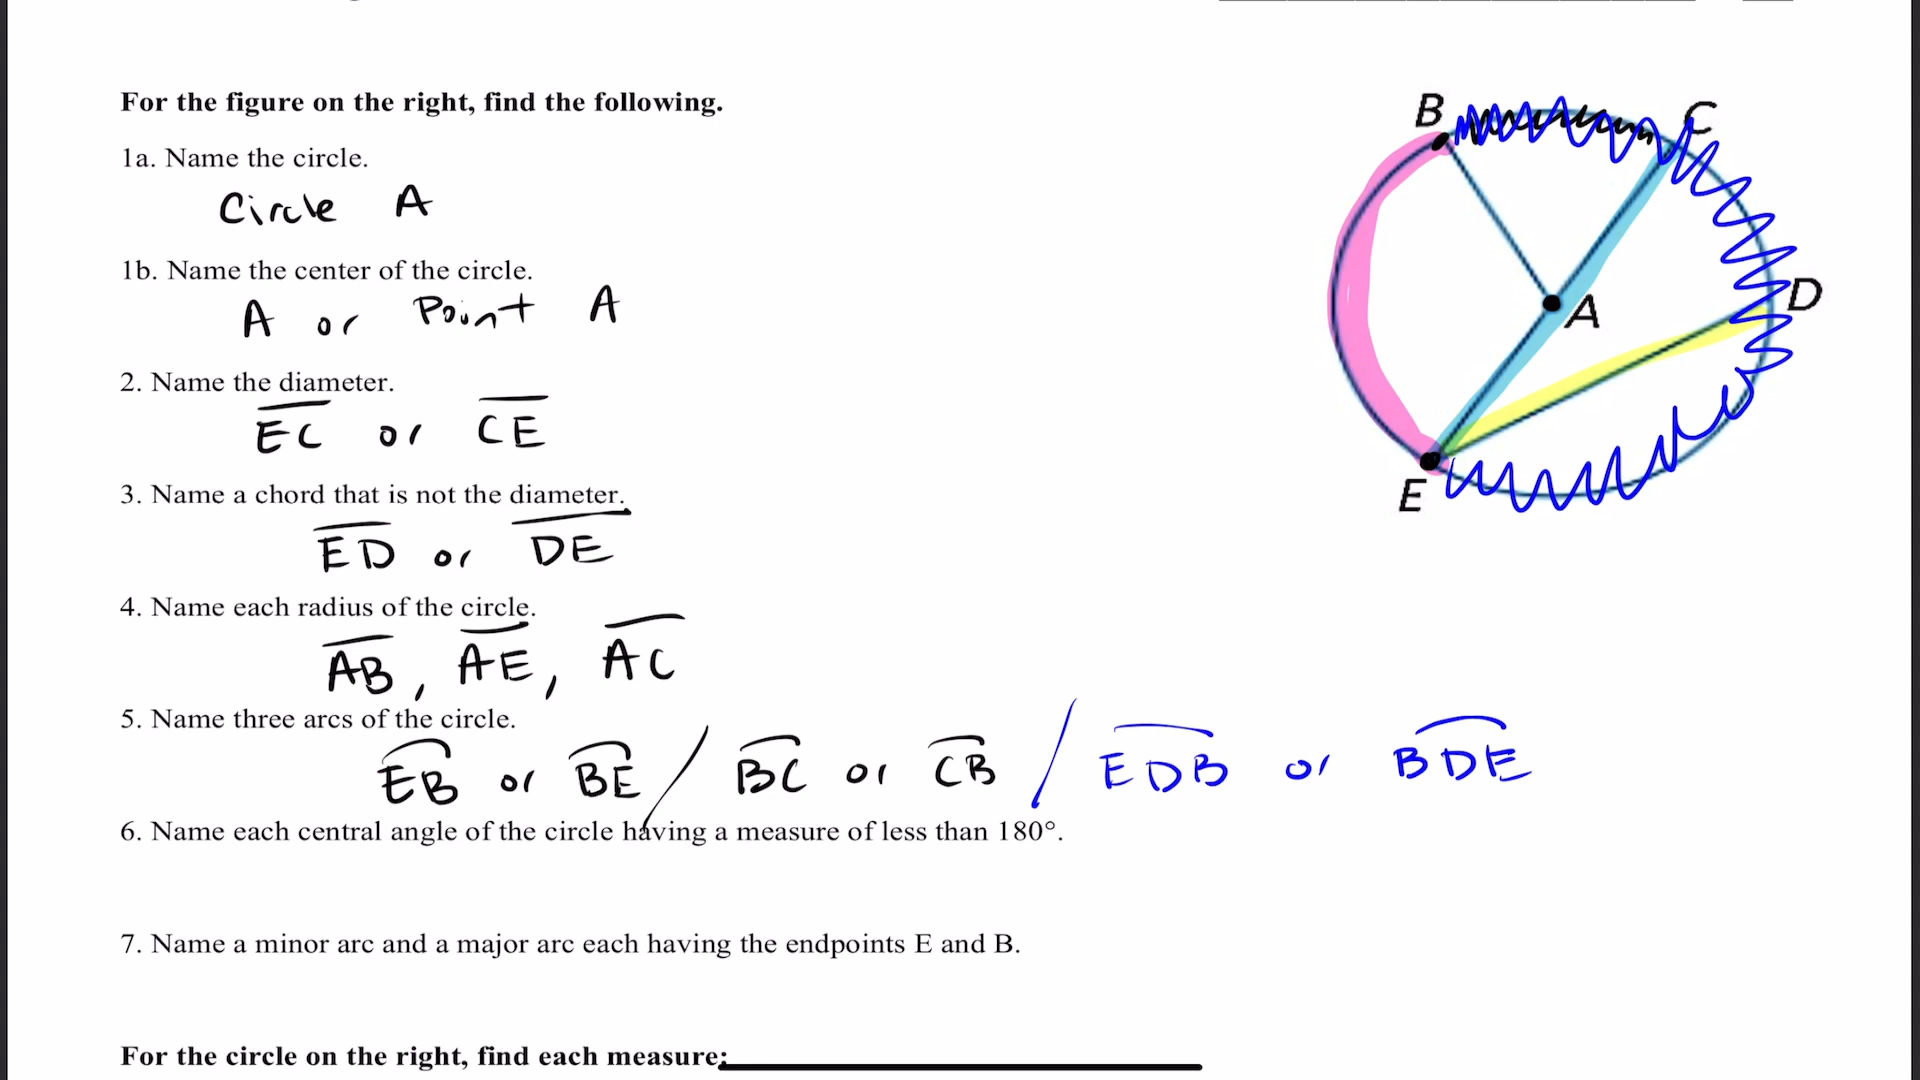 For the figure on the right, find the following.
1a. Name the circle.
Circle A
1b. Name the center of the circle.
A or Point A
2. Name the diameter.
EC or CE
3. Name a chord that is not the diameter.
ED or DE
4. Name each radius of the circle.
AB, AE, AC
5. Name three arcs of the circle.
EB or BE / BC or CB / EDB or BDE
6. Name each central angle of the circle having a measure of less than 180°.
7. Name a minor arc and a major arc each having the endpoints E and B.
For the circle on the right, find each measure:
B
C
D
A
E